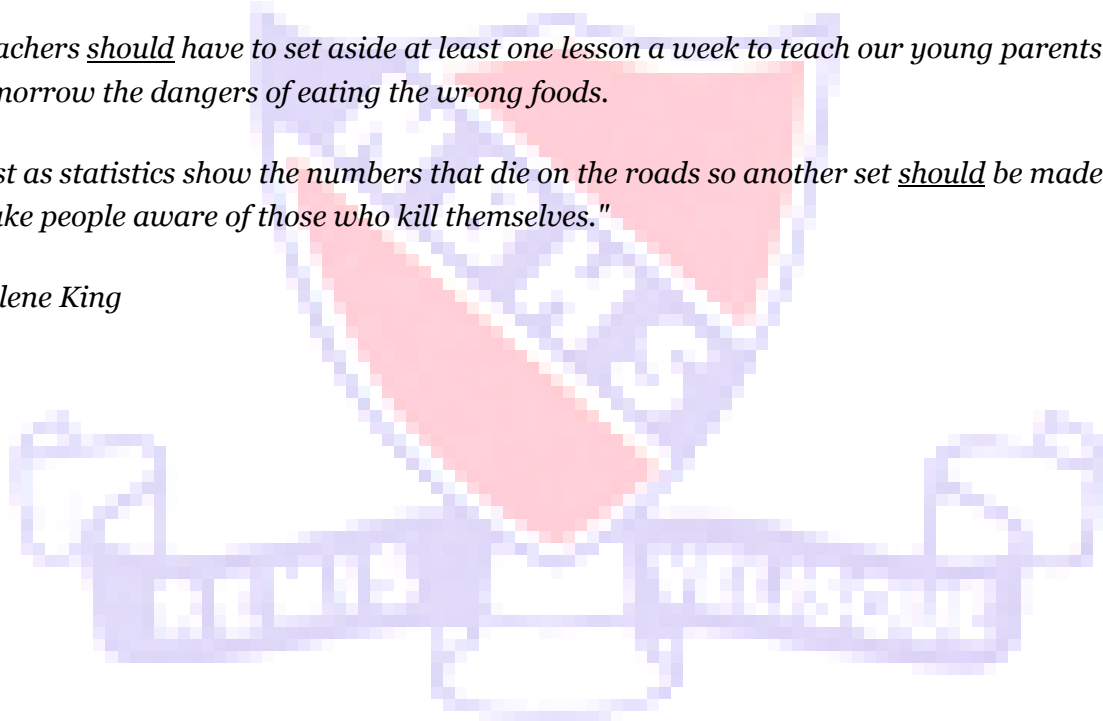 achers should have to set aside at least one lesson a week to teach our young parents
morrow the dangers of eating the wrong foods.
st as statistics show the numbers that die on the roads so another set should be made
ake people aware of those who kill themselves."
lene King